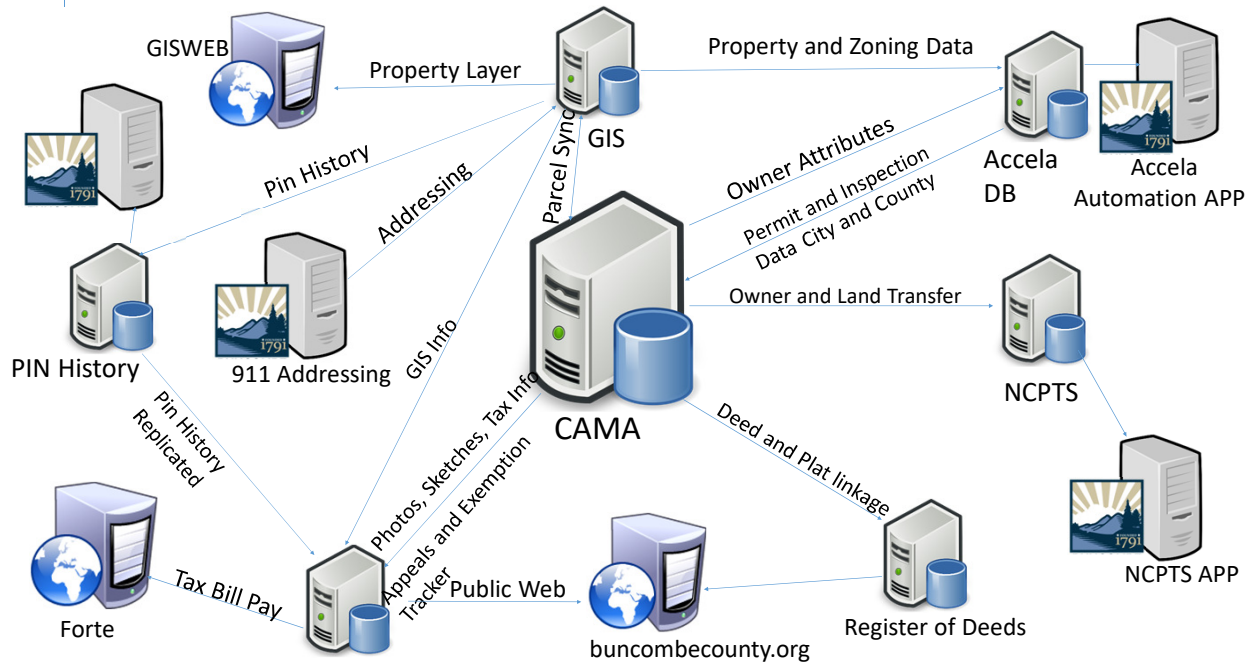 GISWEB
Property Layer
Property and Zoning Data
GIS
Parcel Sync
Pin History
Addressing
Owner Attributes
Permit and Inspection
Data City and County
Accela
DB
Accela
Automation APP
1791
1791
1791
1791
PIN History
911 Addressing
GIS Info
Owner and Land Transfer
NCPTS
CAMA
Pin History
Replicated
Photos, Sketches, Tax Info
Appeals and Exemption
Tracker
Deed and Plat linkage
NCPTS APP
Forte
Tax Bill Pay
Public Web
buncombecounty.org
Register of Deeds